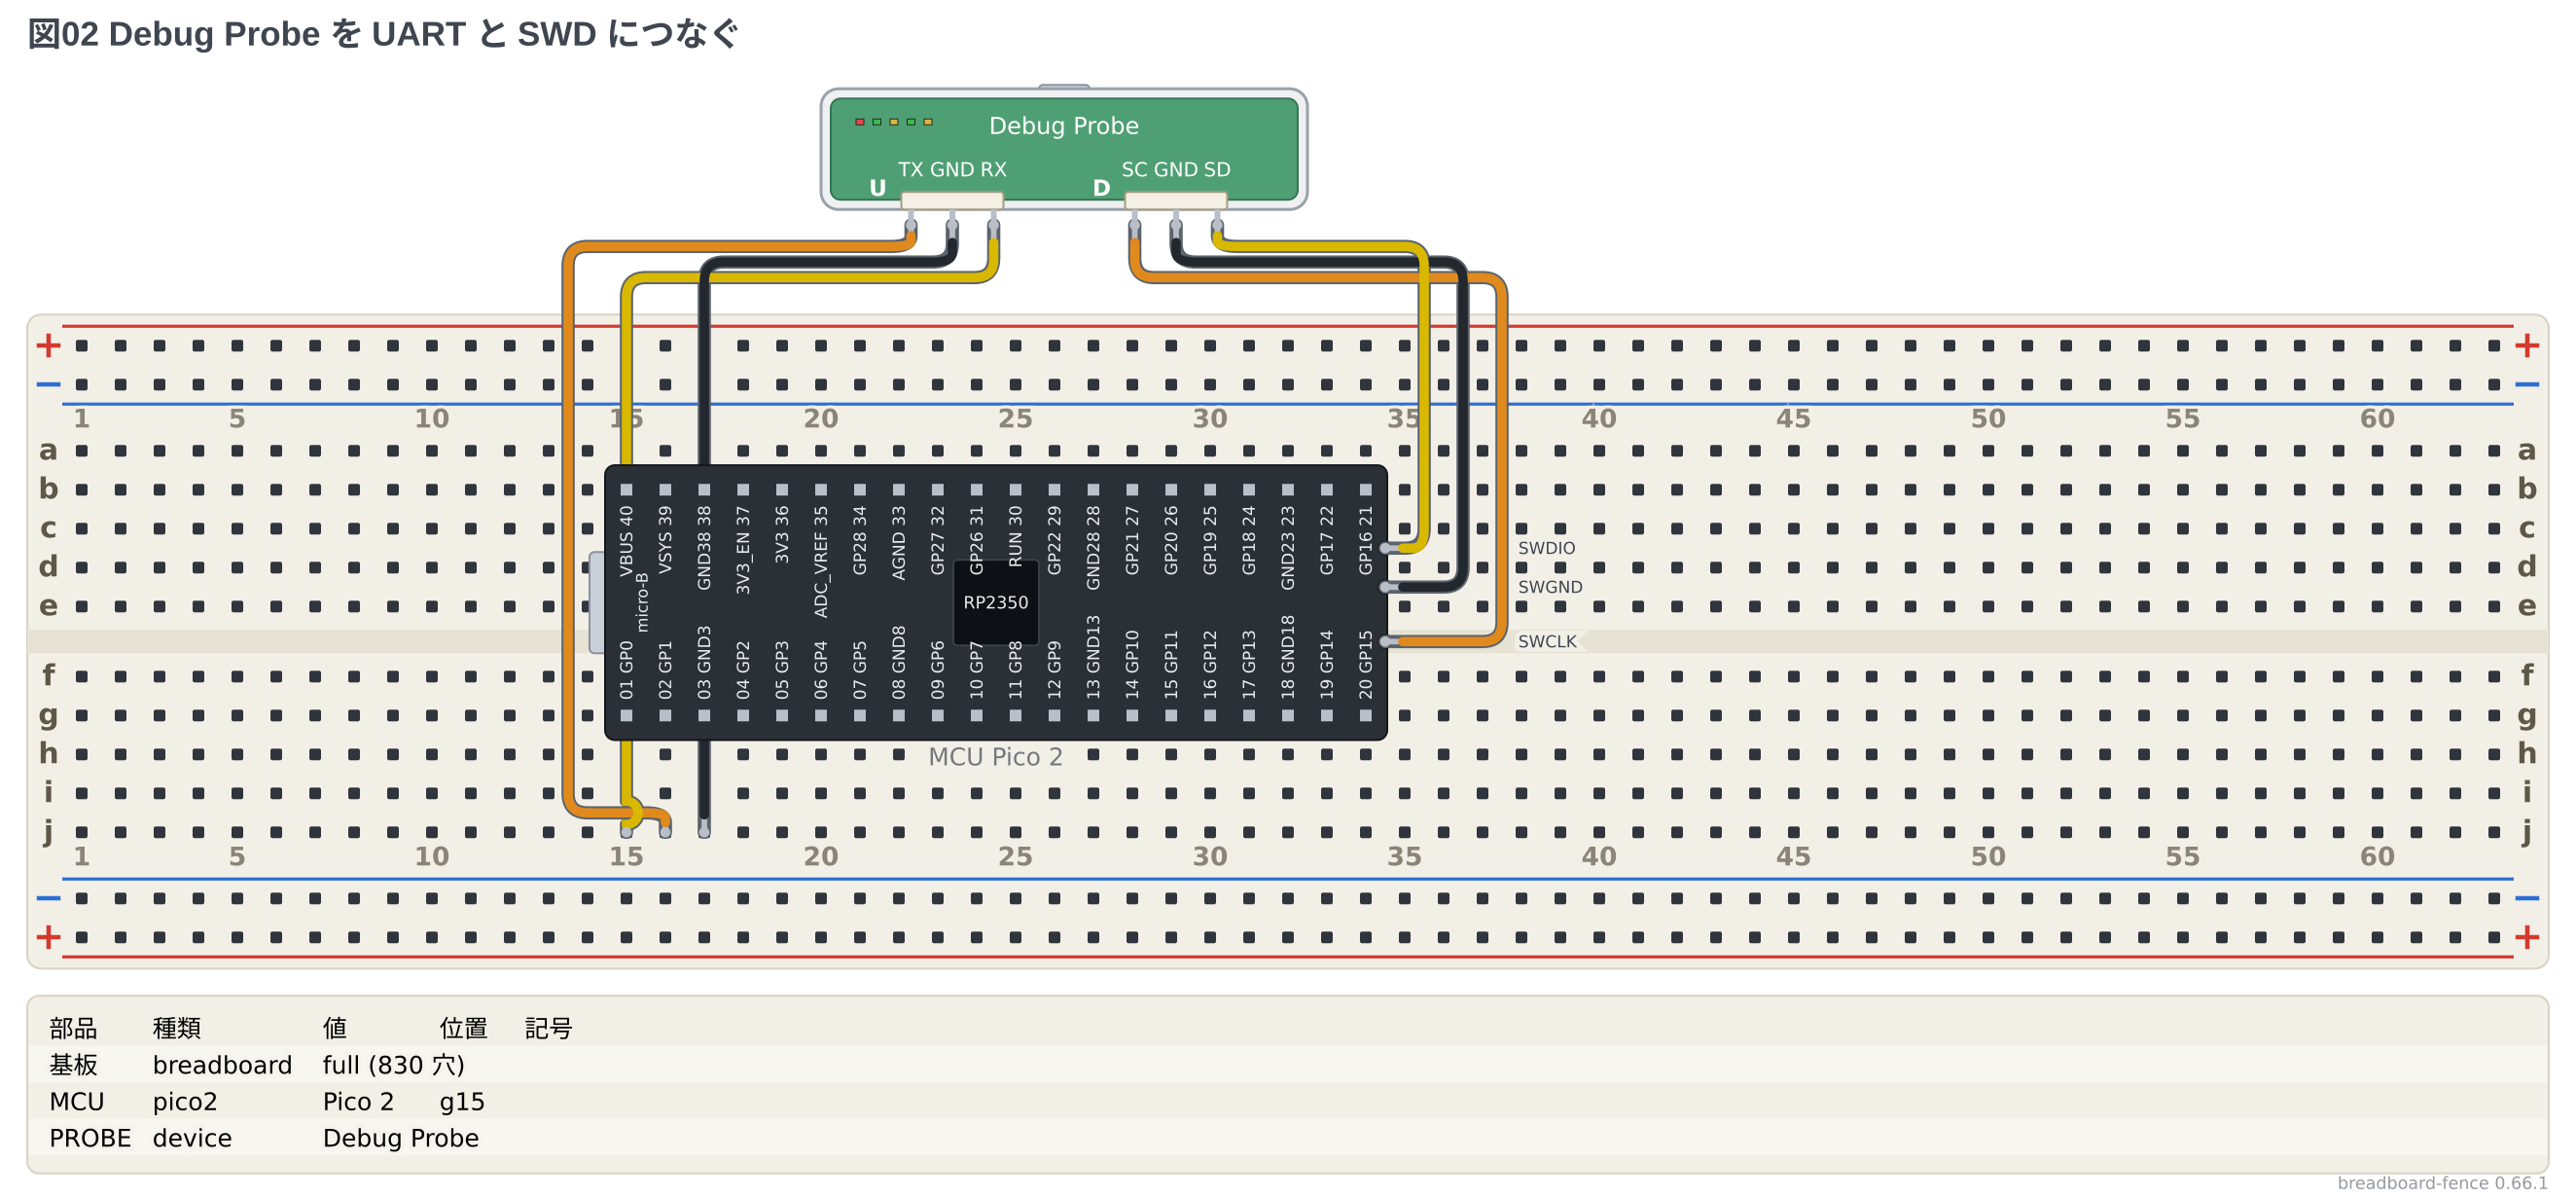 図02 Debug Probe を UART と SWD につなぐ
Debug Probe
TX GND RX SC GND SD
U D
+ +
− −
1 5 10 15 20 25 30 35 40 45 50 55 60
a a
b b
c c
d d
e e
VBUS 40 VSYS 39 GND38 38 3V3_EN 37 3V3 36 ADC_VREF 35 GP28 34 AGND 33 GP27 32 GP26 31 RUN 30 GP22 29 GND28 28 GP21 27 GP20 26 GP19 25 GP18 24 GND23 23 GP17 22 GP16 21
micro-B
RP2350
SWDIO
SWGND
SWCLK
01 GP0 02 GP1 03 GND3 04 GP2 05 GP3 06 GP4 07 GP5 08 GND8 09 GP6 10 GP7 11 GP8 12 GP9 13 GND13 14 GP10 15 GP11 16 GP12 17 GP13 18 GND18 19 GP14 20 GP15
f f
g g
MCU Pico 2
h h
i i
j j
1 5 10 15 20 25 30 35 40 45 50 55 60
− −
+ +
部品 種類 値 位置 記号
基板 breadboard full (830 穴)
MCU pico2 Pico 2 g15
PROBE device Debug Probe
breadboard-fence 0.66.1